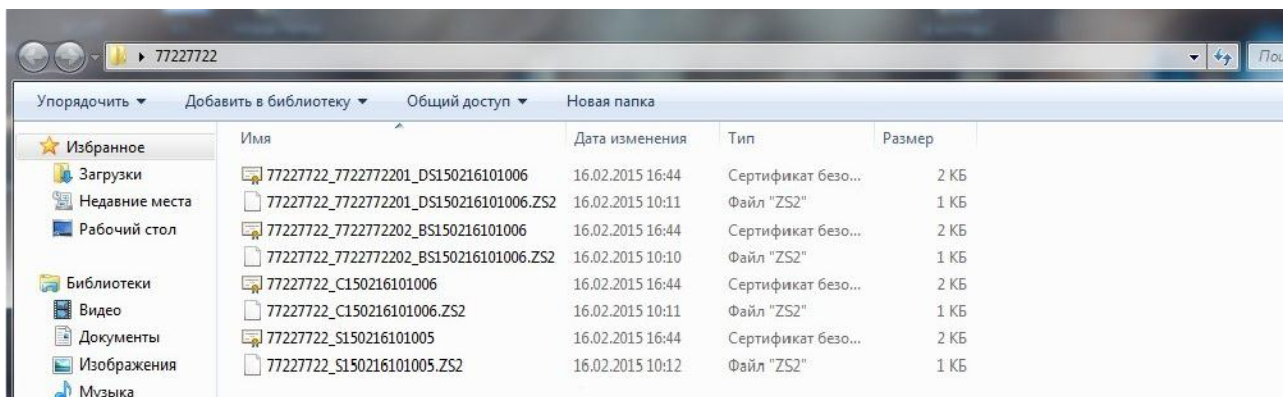 77227722
Пои
Упорядочить Добавить в библиотеку Общий доступ Новая папка
Имя Дата изменения Тип Размер
Избранное
Загрузки
Недавние места
Рабочий стол
Библиотеки
Видео
Документы
Изображения
Музыка
77227722_7722772201_DS150216101006 16.02.2015 16:44 Сертификат безо... 2 КБ
77227722_7722772201_DS150216101006.ZS2 16.02.2015 10:11 Файл "ZS2" 1 КБ
77227722_7722772202_BS150216101006 16.02.2015 16:44 Сертификат безо... 2 КБ
77227722_7722772202_BS150216101006.ZS2 16.02.2015 10:10 Файл "ZS2" 1 КБ
77227722_C150216101006 16.02.2015 16:44 Сертификат безо... 2 КБ
77227722_C150216101006.ZS2 16.02.2015 10:11 Файл "ZS2" 1 КБ
77227722_S150216101005 16.02.2015 16:44 Сертификат безо... 2 КБ
77227722_S150216101005.ZS2 16.02.2015 10:12 Файл "ZS2" 1 КБ